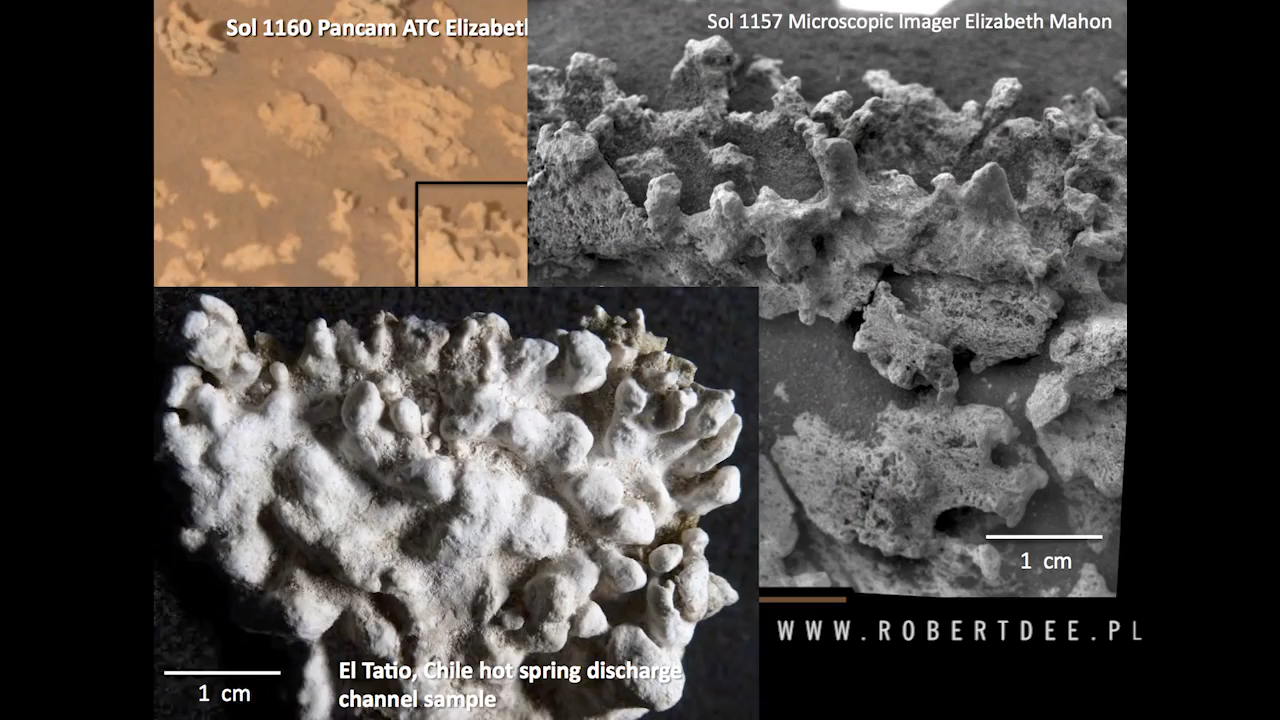 Sol 1160 Pancam ATC Elizabeth
Sol 1157 Microscopic Imager Elizabeth Mahon
1 cm
WWW.ROBERTDEE.PL
El Tatio, Chile hot spring discharge
channel sample
1 cm